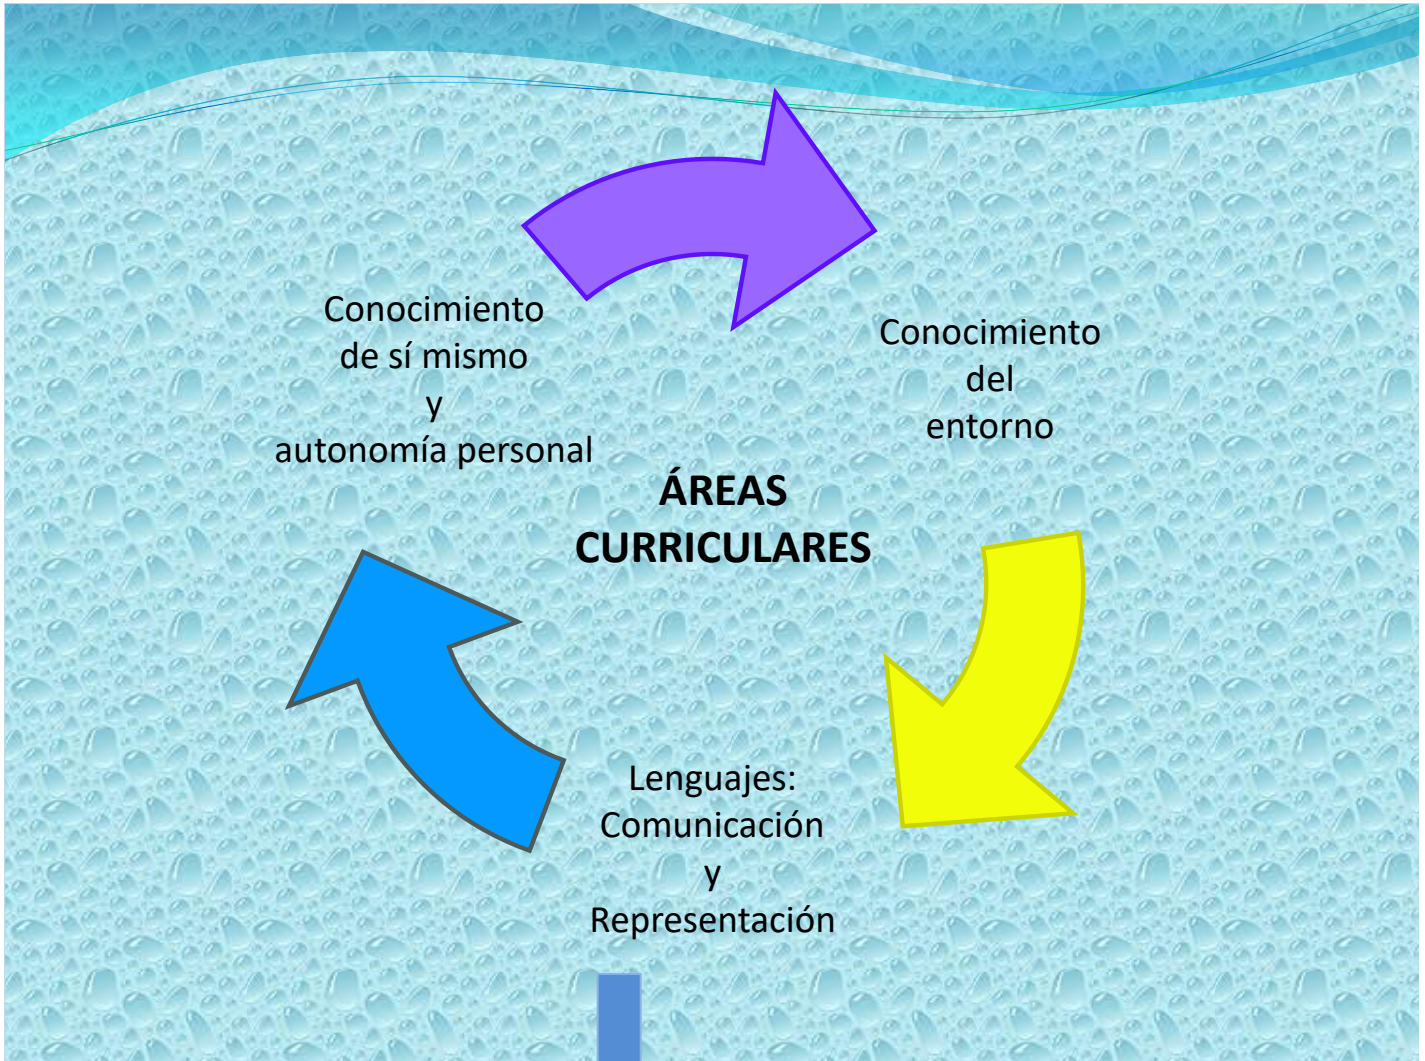 Conocimiento
de sí mismo
y
autonomía personal
Conocimiento
del
entorno
ÁREAS
CURRICULARES
Lenguajes:
Comunicación
y
Representación